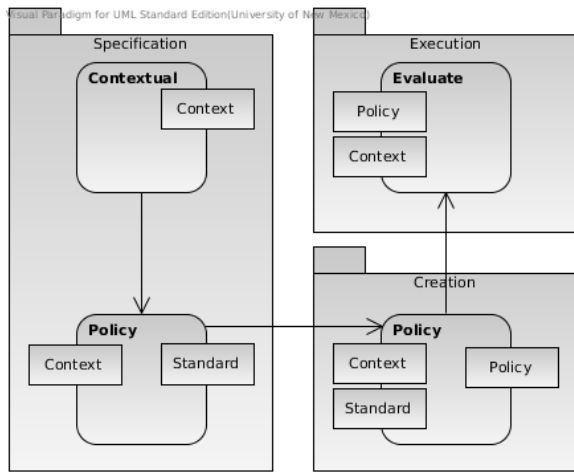 Visual Paradigm for UML Standard Edition(University of New Mexico)
Specification
Contextual
Context
Policy
Context
Standard
Execution
Evaluate
Policy
Context
Creation
Policy
Context
Policy
Standard